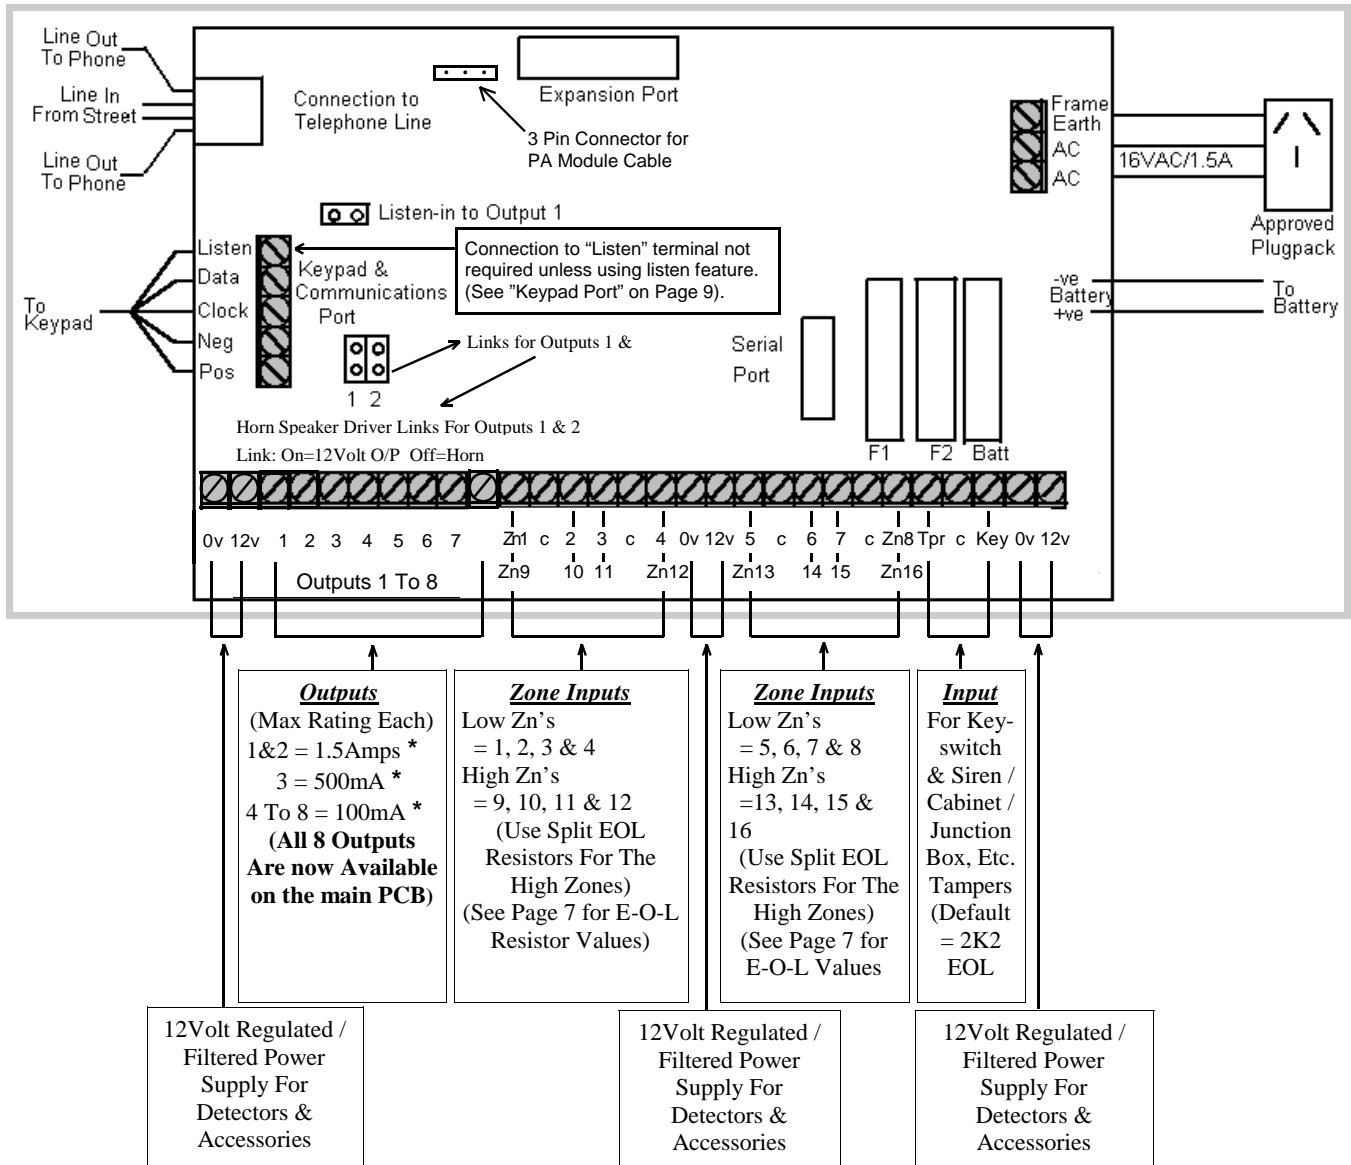 Line Out
To Phone
Line In
From Street
Line Out
To Phone
Connection to
Telephone Line
Expansion Port
3 Pin Connector for
PA Module Cable
Frame
Earth
AC
AC
16VAC/1.5A
Approved
Plugpack
Listen-in to Output 1
Listen
Data
Clock
Neg
Pos
To
Keypad
Keypad &
Communications
Port
Connection to “Listen” terminal not
required unless using listen feature.
(See ”Keypad Port” on Page 9).
-ve
Battery
+ve
To
Battery
Links for Outputs 1 &
1 2
Serial
Port
Horn Speaker Driver Links For Outputs 1 & 2
Link: On=12Volt O/P Off=Horn
F1 F2 Batt
0v 12v 1 2 3 4 5 6 7 Zn1 c 2 3 c 4 0v 12v 5 c 6 7 c Zn8 Tpr c Key 0v 12v
Zn9 10 11 Zn12 Zn13 14 15 Zn16
Outputs 1 To 8
Outputs
(Max Rating Each)
1&2 = 1.5Amps *
3 = 500mA *
4 To 8 = 100mA *
(All 8 Outputs
Are now Available
on the main PCB)
Zone Inputs
Low Zn’s
= 1, 2, 3 & 4
High Zn’s
= 9, 10, 11 & 12
(Use Split EOL
Resistors For The
High Zones)
(See Page 7 for E-O-L
Resistor Values)
Zone Inputs
Low Zn’s
= 5, 6, 7 & 8
High Zn’s
=13, 14, 15 &
16
(Use Split EOL
Resistors For The
High Zones)
(See Page 7 for
E-O-L Values
Input
For Key-
switch
& Siren /
Cabinet /
Junction
Box, Etc.
Tampers
(Default
= 2K2
EOL
12Volt Regulated /
Filtered Power
Supply For
Detectors &
Accessories
12Volt Regulated /
Filtered Power
Supply For
Detectors &
Accessories
12Volt Regulated /
Filtered Power
Supply For
Detectors &
Accessories